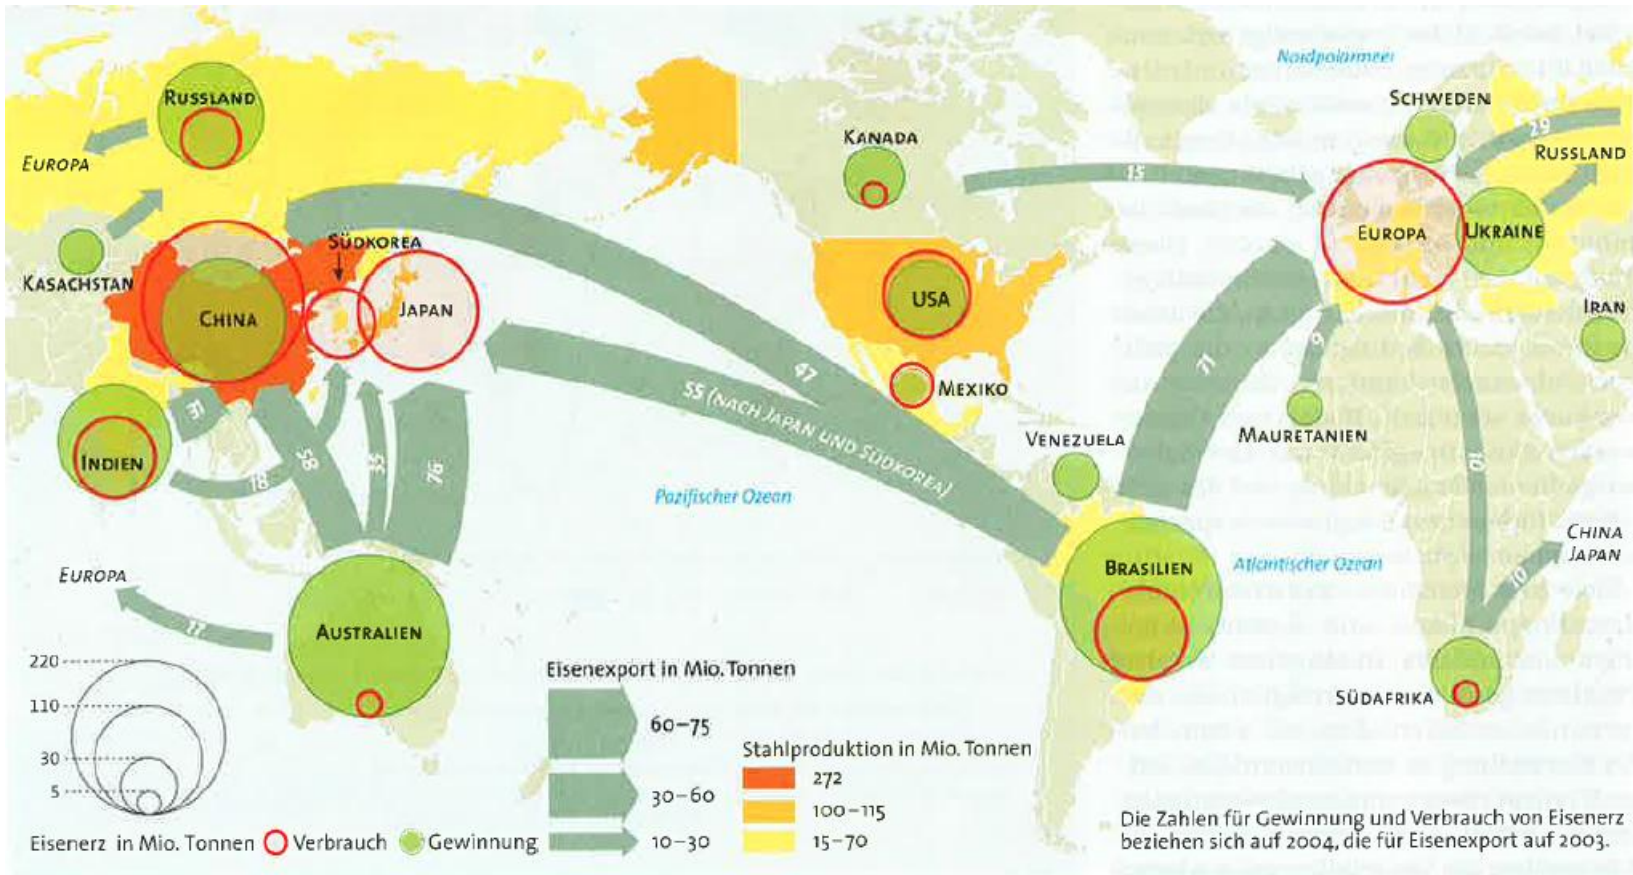 Nordpolarmeer
RUSSLAND
EUROPA
KASACHSTAN
CHINA
SÜDKOREA
JAPAN
INDIEN
31
18
58
35
76
EUROPA
17
AUSTRALIEN
KANADA
15
USA
MEXIKO
47
55 (NACH JAPAN UND SÜDKOREA)
Pazifischer Ozean
VENEZUELA
BRASILIEN
Atlantischer Ozean
71
MAURETANIEN
9
SCHWEDEN
29
RUSSLAND
EUROPA
UKRAINE
IRAN
10
10
CHINA
JAPAN
SÜDAFRIKA
220
110
30
5
Eisenerz in Mio. Tonnen Verbrauch Gewinnung
Eisenexport in Mio. Tonnen
60–75
30–60
10–30
Stahlproduktion in Mio. Tonnen
272
100–115
15–70
Die Zahlen für Gewinnung und Verbrauch von Eisenerz
beziehen sich auf 2004, die für Eisenexport auf 2003.